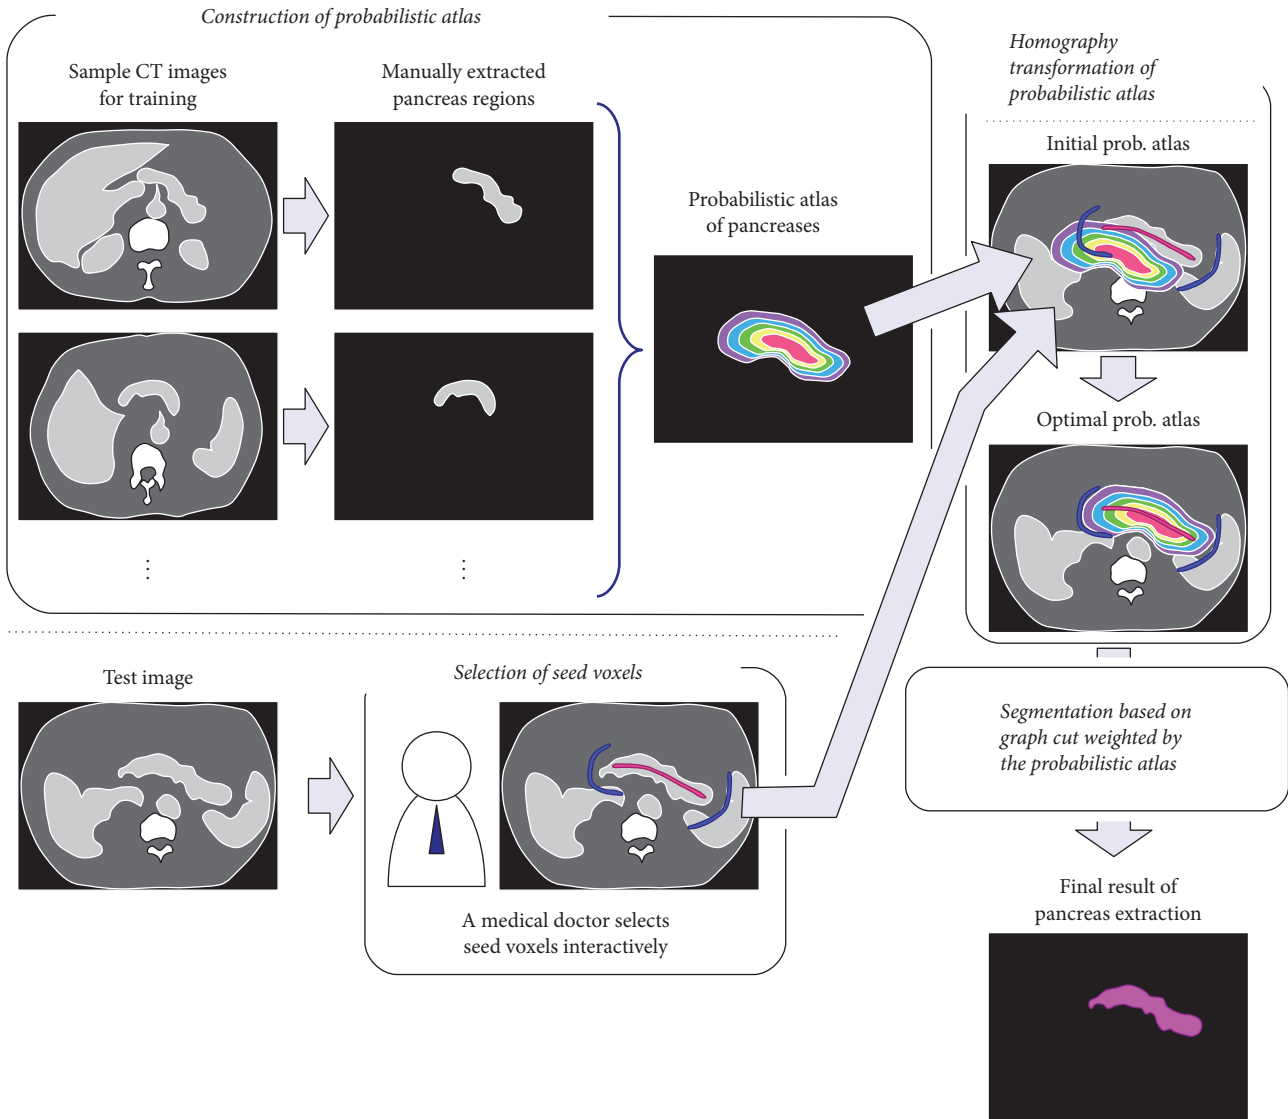 Construction of probabilistic atlas
Sample CT images
for training
Manually extracted
pancreas regions
Probabilistic atlas
of pancreases
⋮
⋮
Homography
transformation of
probabilistic atlas
Initial prob. atlas
Optimal prob. atlas
Test image
Selection of seed voxels
A medical doctor selects
seed voxels interactively
Segmentation based on
graph cut weighted by
the probabilistic atlas
Final result of
pancreas extraction